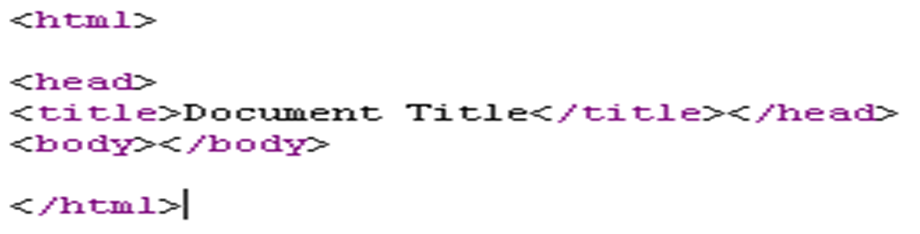 <html>
<head>
<title>Document Title</title></head>
<body></body>
</html>